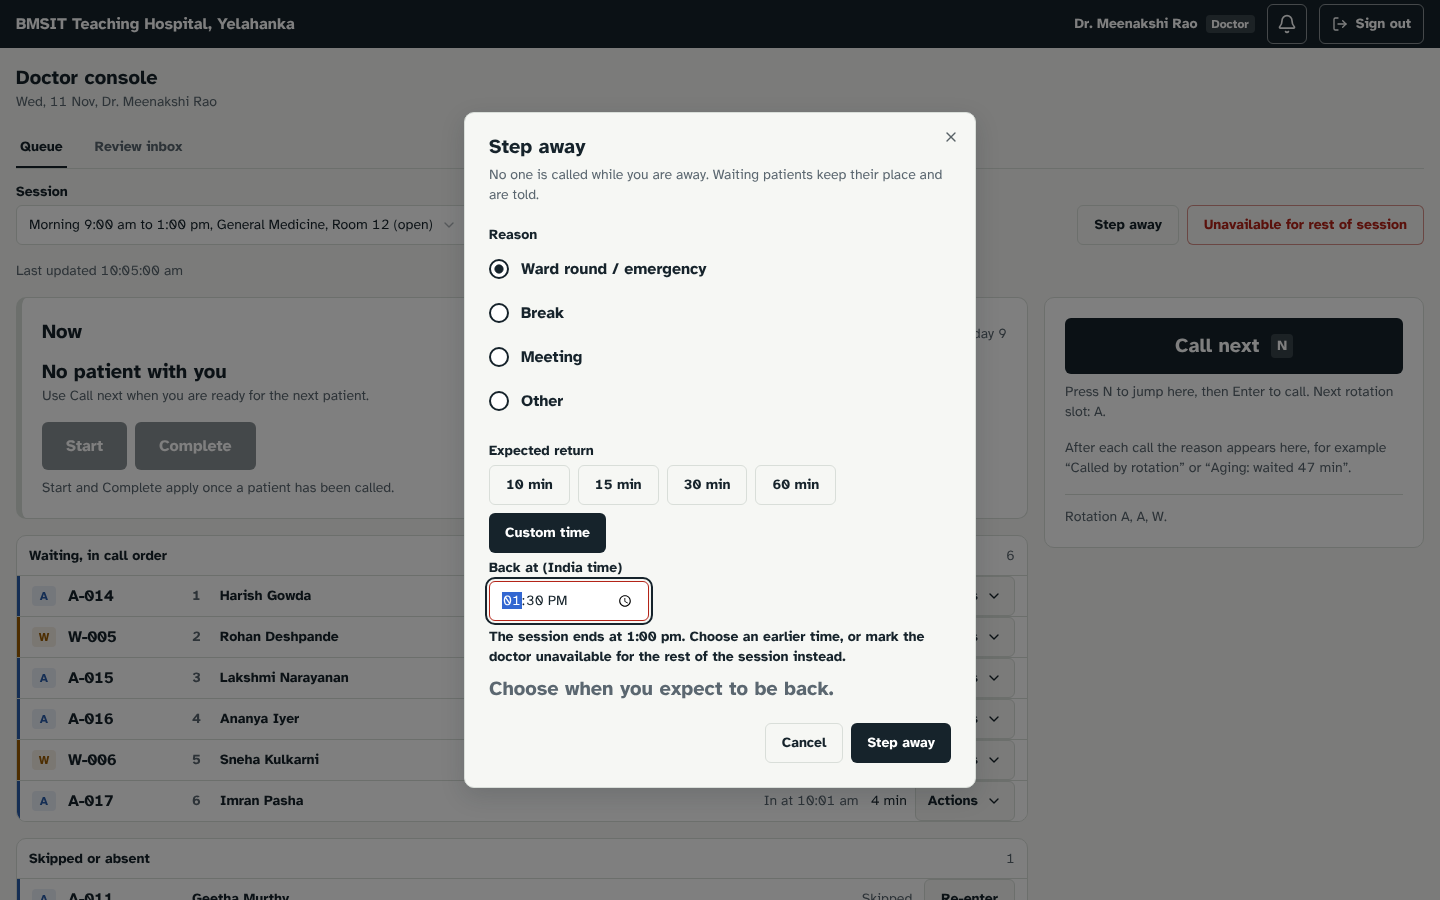 BMSIT Teaching Hospital, Yelahanka
Dr. Meenakshi Rao Doctor
Sign out
Doctor console
Wed, 11 Nov, Dr. Meenakshi Rao
Queue
Review inbox
Session
Morning 9:00 am to 1:00 pm, General Medicine, Room 12 (open)
Step away
Unavailable for rest of session
Last updated 10:05:00 am
Now
day 9
No patient with you
Use Call next when you are ready for the next patient.
Start
Complete
Start and Complete apply once a patient has been called.
Call next N
Press N to jump here, then Enter to call. Next rotation
slot: A.
After each call the reason appears here, for example
“Called by rotation” or “Aging: waited 47 min”.
Rotation A, A, W.
Waiting, in call order
6
A A-014 1 Harish Gowda
W W-005 2 Rohan Deshpande
A A-015 3 Lakshmi Narayanan
A A-016 4 Ananya Iyer
W W-006 5 Sneha Kulkarni
A A-017 6 Imran Pasha In at 10:01 am 4 min Actions
Skipped or absent
1
A A-011 Geetha Murthy Skipped Re-enter
Step away
No one is called while you are away. Waiting patients keep their place and
are told.
Reason
Ward round / emergency
Break
Meeting
Other
Expected return
10 min
15 min
30 min
60 min
Custom time
Back at (India time)
01:30 PM
The session ends at 1:00 pm. Choose an earlier time, or mark the
doctor unavailable for the rest of the session instead.
Choose when you expect to be back.
Cancel
Step away